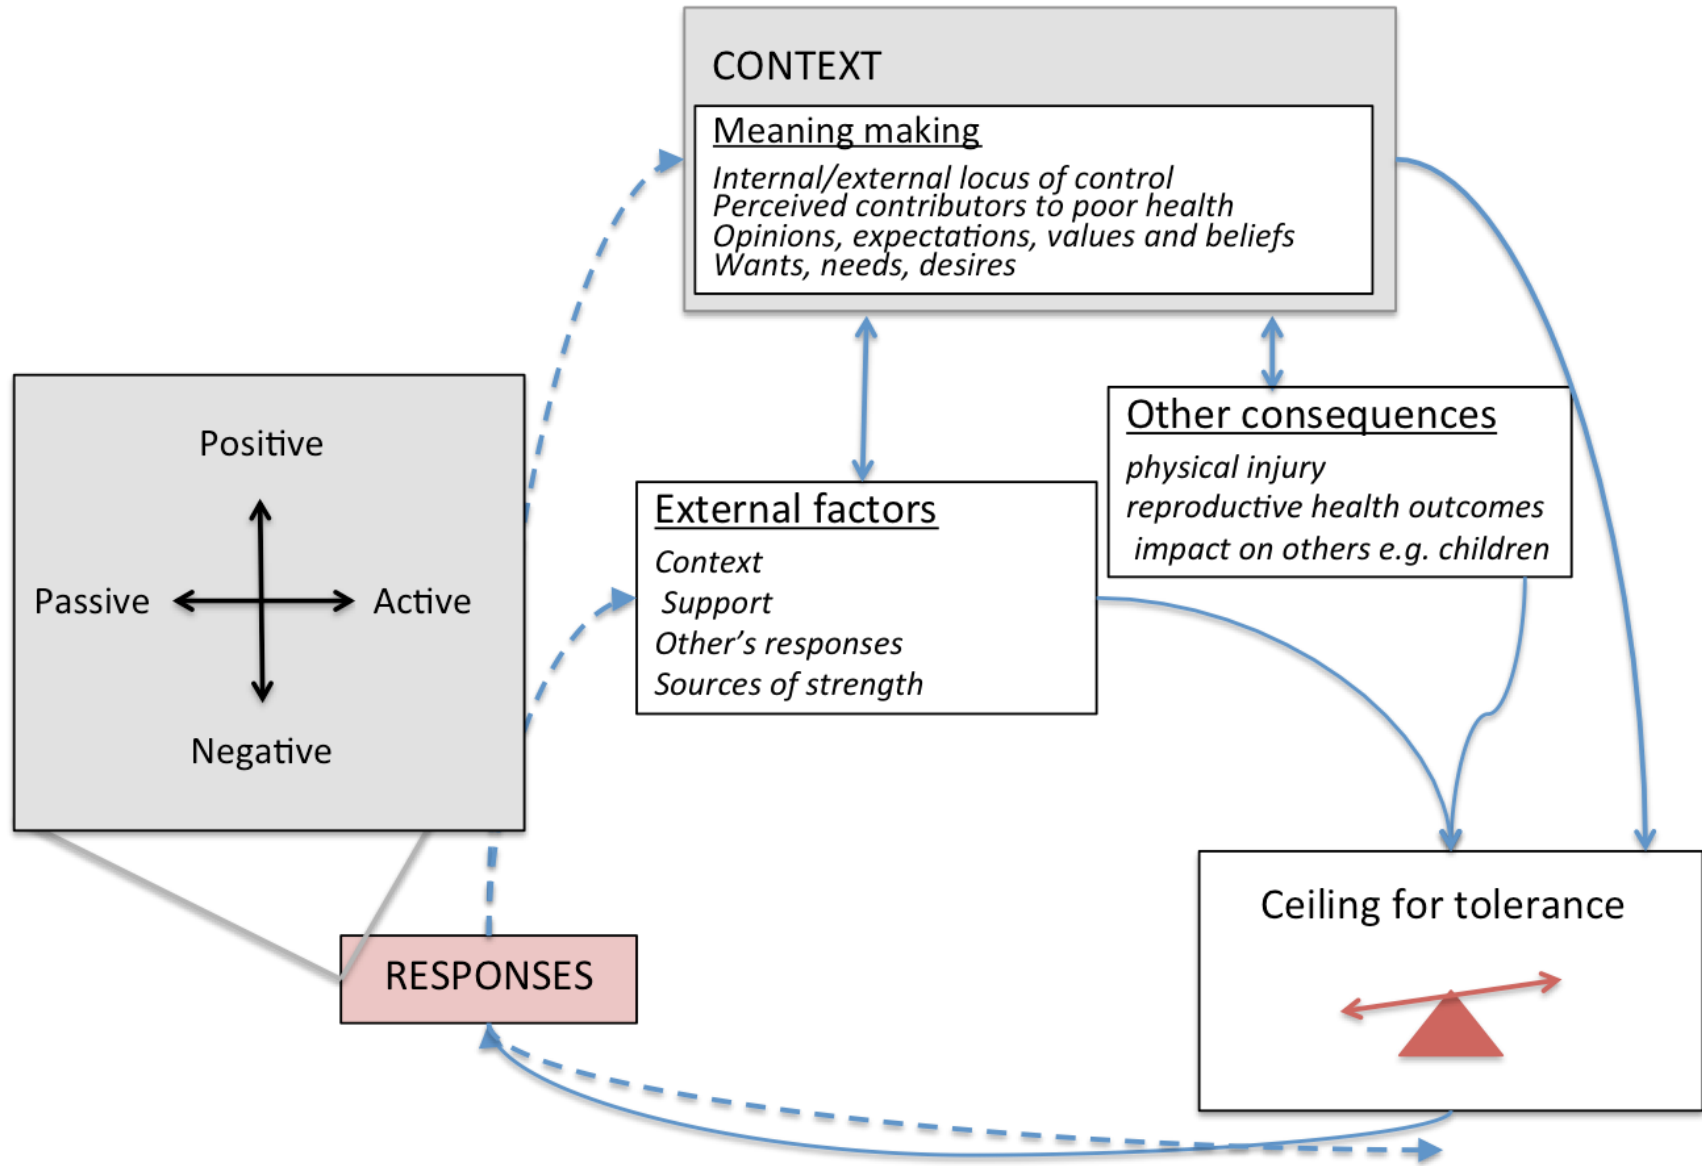 CONTEXT
Meaning making
Internal/external locus of control
Perceived contributors to poor health
Opinions, expectations, values and beliefs
Wants, needs, desires
Positive
Passive
Active
Negative
External factors
Context
Support
Other’s responses
Sources of strength
Other consequences
physical injury
reproductive health outcomes
impact on others e.g. children
RESPONSES
Ceiling for tolerance